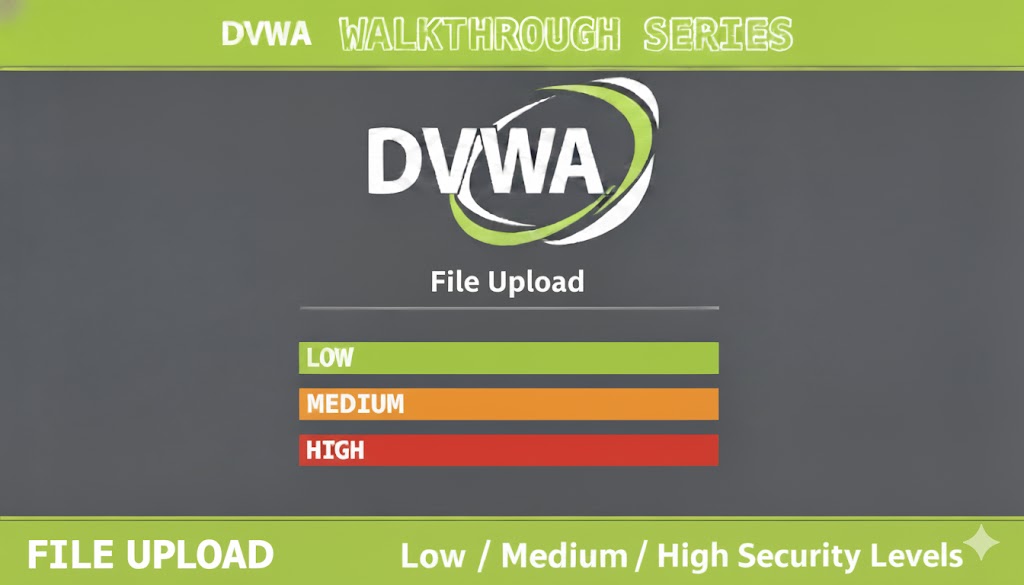 DVWA WALKTHROUGH SERIES
DVWA
File Upload
LOW
MEDIUM
HIGH
FILE UPLOAD Low / Medium / High Security Levels